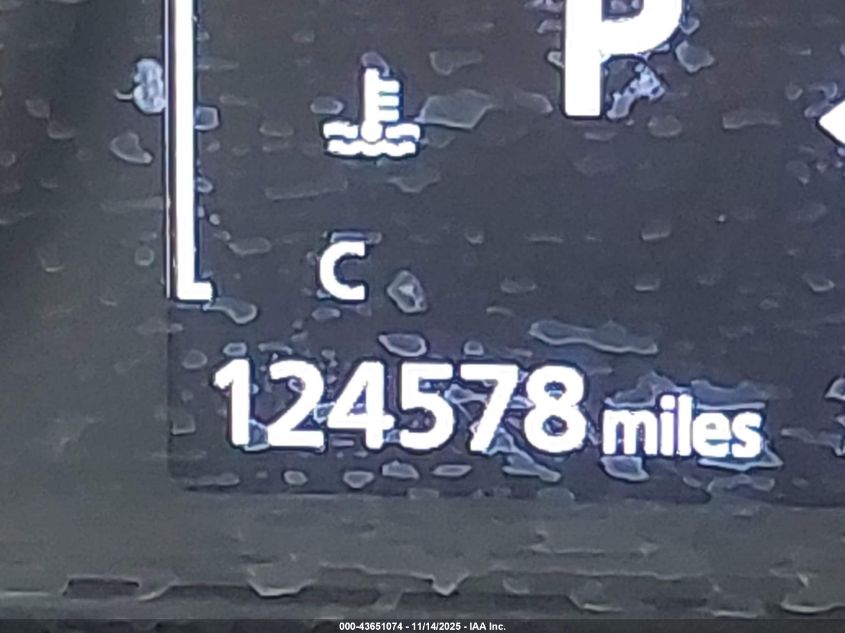 P
C
124578 miles
000-43651074 - 11/14/2025 - IAA Inc.